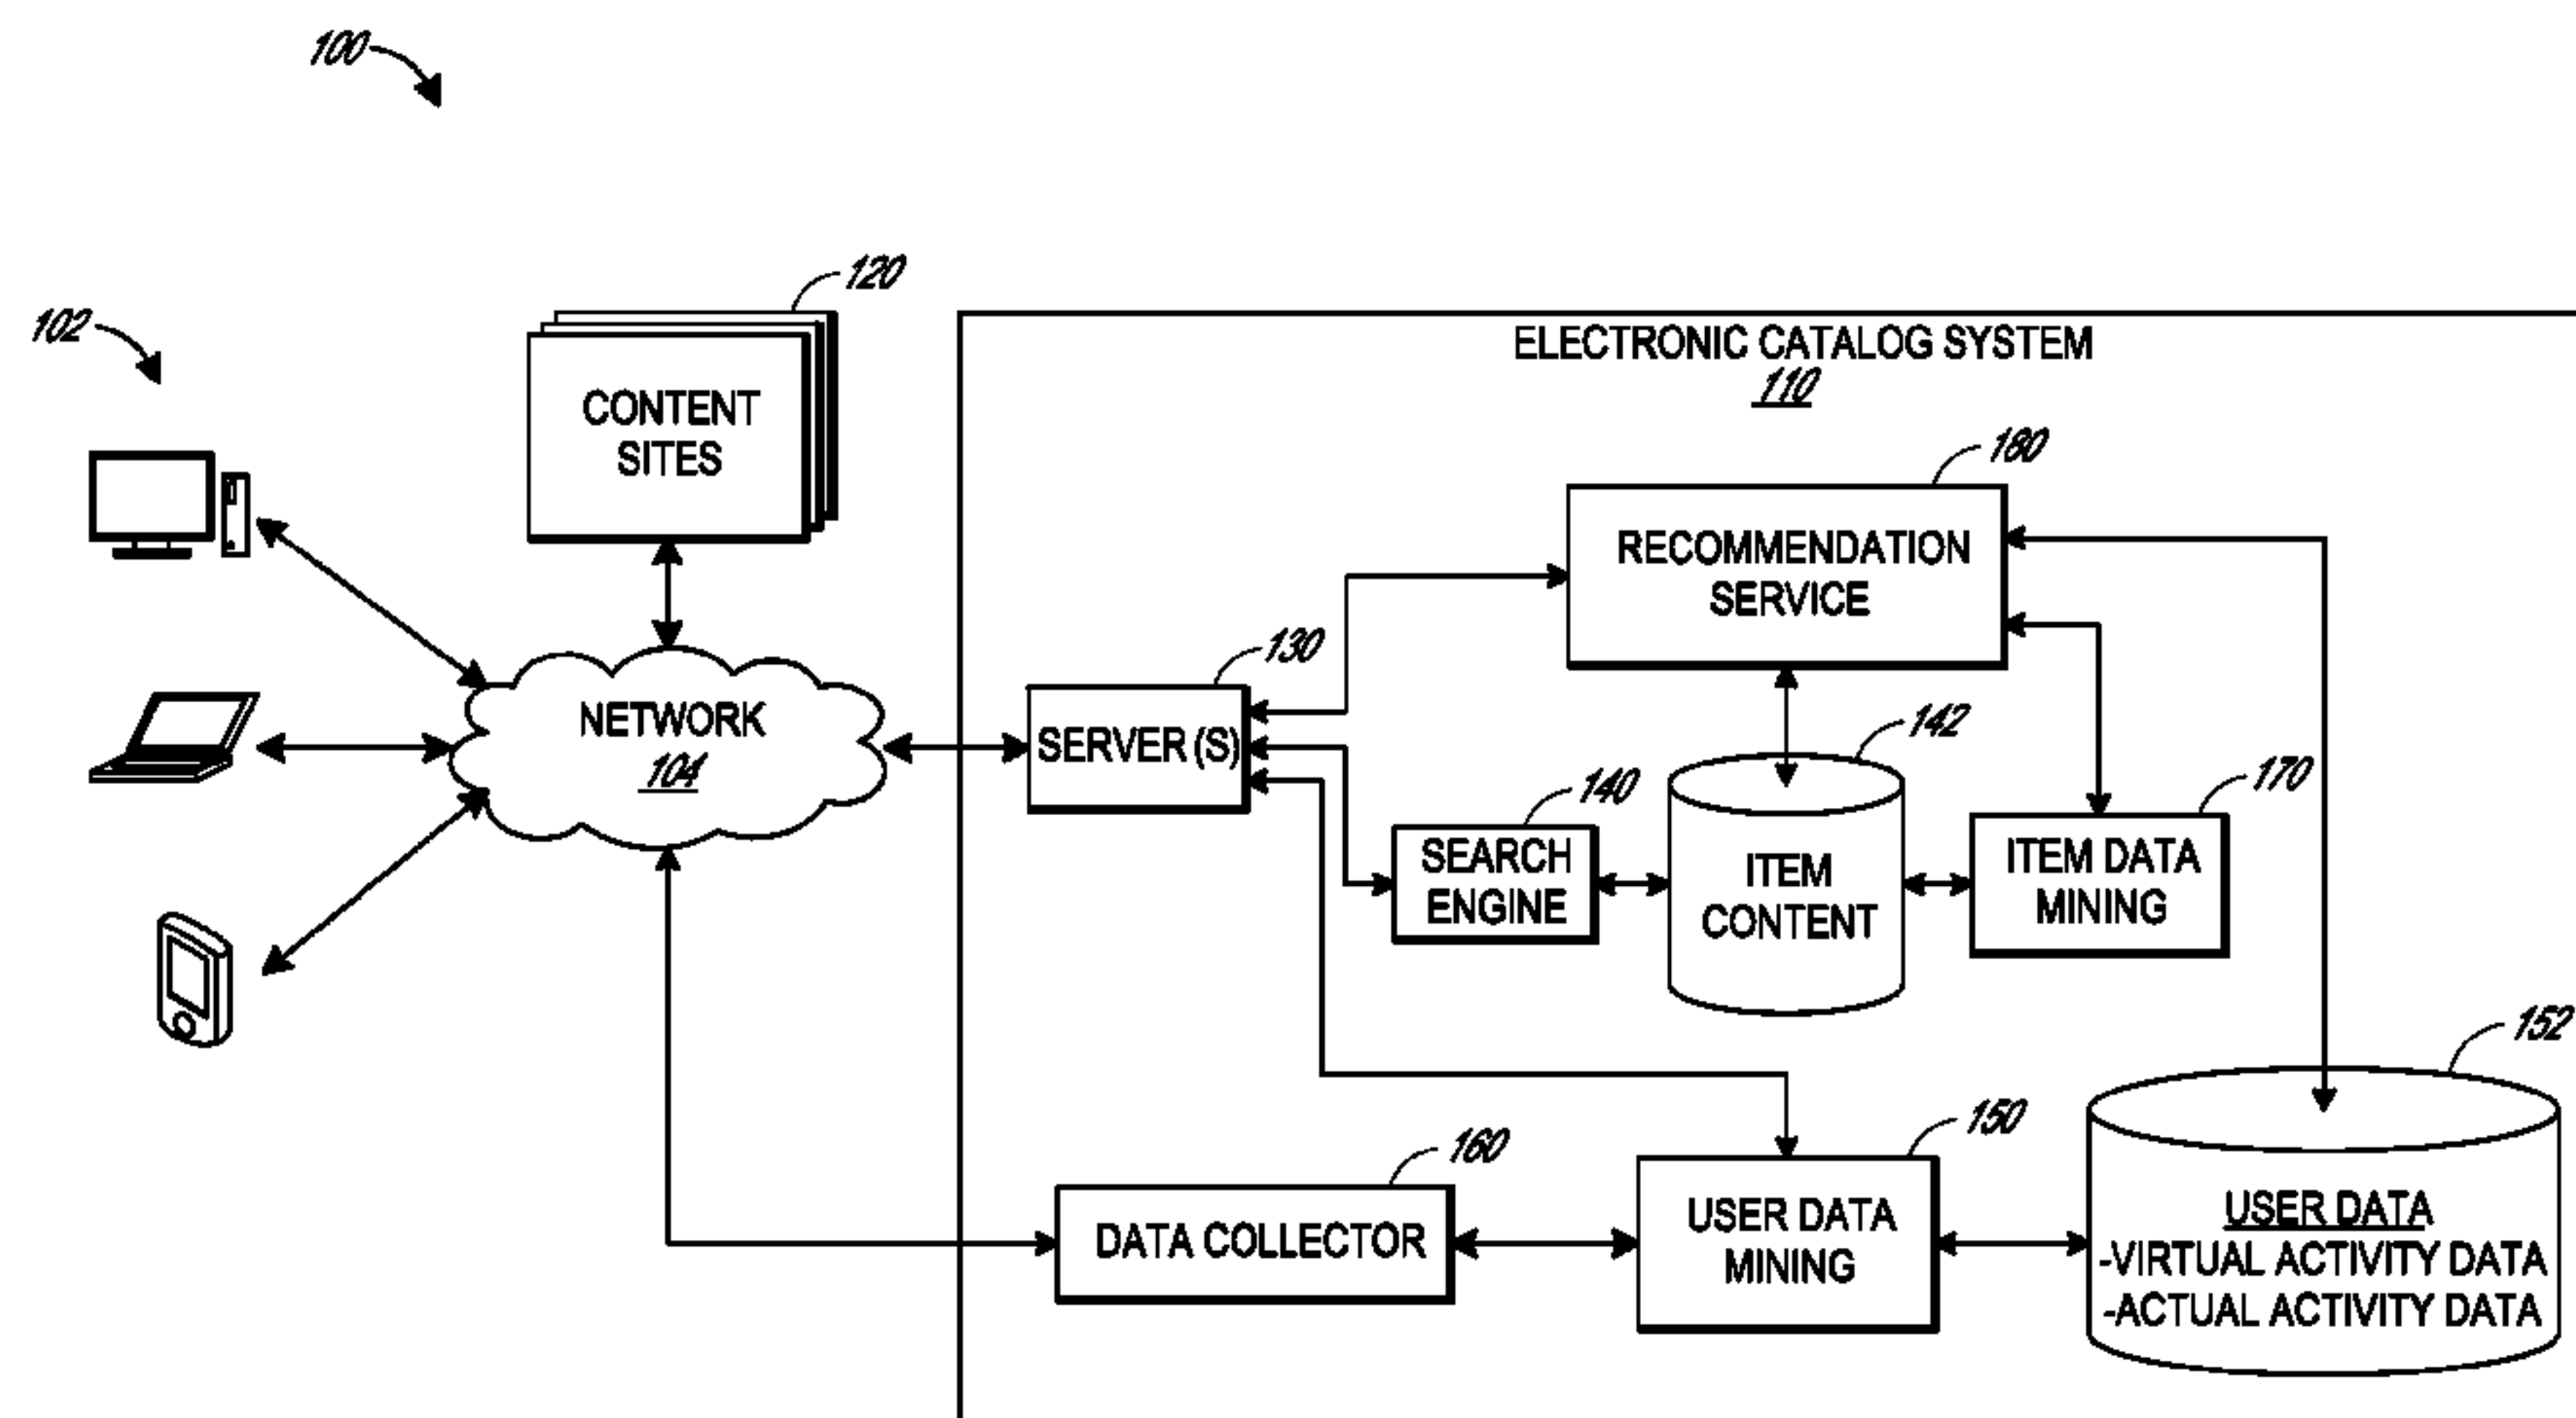 100
120
102
ELECTRONIC CATALOG SYSTEM
110
CONTENT
SITES
180
RECOMMENDATION
SERVICE
130
NETWORK
104
SERVER (S)
142
140
170
SEARCH
ENGINE
ITEM
CONTENT
ITEM DATA
MINING
152
160
150
DATA COLLECTOR
USER DATA
MINING
USER DATA
-VIRTUAL ACTIVITY DATA
-ACTUAL ACTIVITY DATA